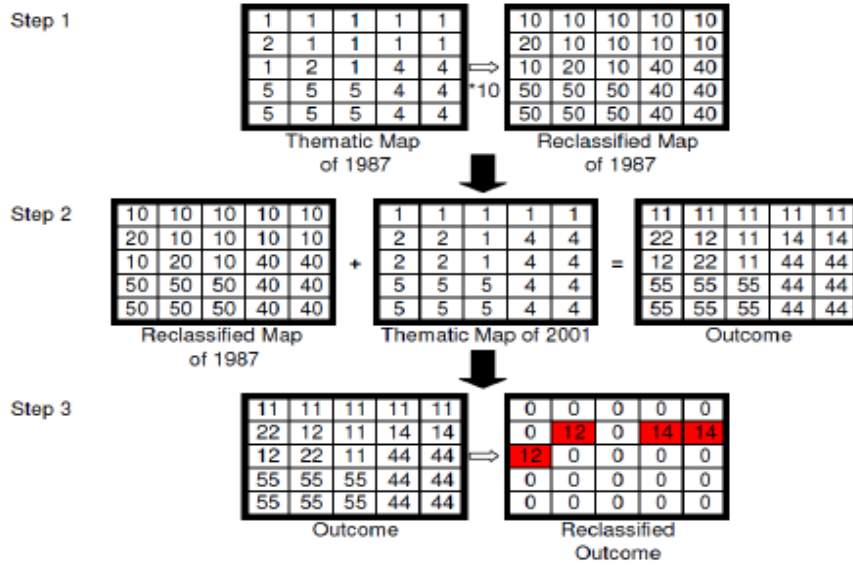 Step 1
1 1 1 1 1
2 1 1 1 1
1 2 1 4 4
5 5 5 4 4
5 5 5 4 4
Thematic Map
of 1987
*10
10 10 10 10 10
20 10 10 10 10
10 20 10 40 40
50 50 50 40 40
50 50 50 40 40
Reclassified Map
of 1987
Step 2
10 10 10 10 10
20 10 10 10 10
10 20 10 40 40
50 50 50 40 40
50 50 50 40 40
Reclassified Map
of 1987
+
1 1 1 1 1
2 2 1 4 4
2 2 1 4 4
5 5 5 4 4
5 5 5 4 4
Thematic Map of 2001
=
11 11 11 11 11
22 12 11 14 14
12 22 11 44 44
55 55 55 44 44
55 55 55 44 44
Outcome
Step 3
11 11 11 11 11
22 12 11 14 14
12 22 11 44 44
55 55 55 44 44
55 55 55 44 44
Outcome
0 0 0 0 0
0 12 0 14 14
12 0 0 0 0
0 0 0 0 0
0 0 0 0 0
Reclassified
Outcome